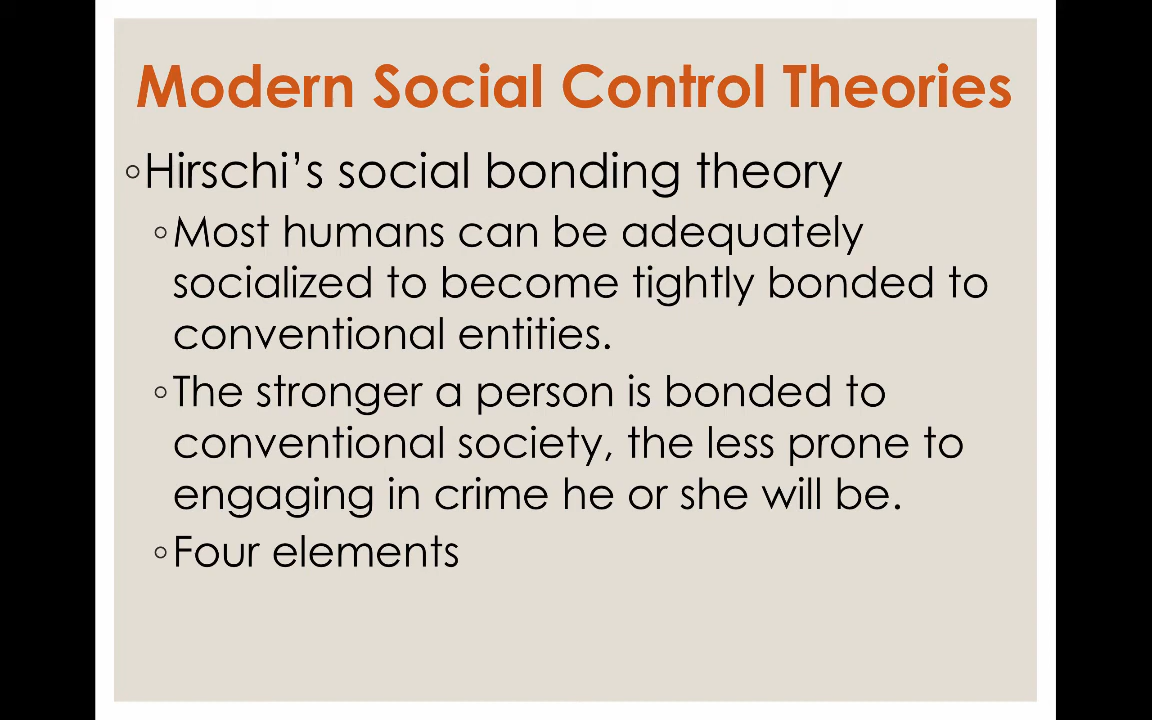 Modern Social Control Theories
◦Hirschi’s social bonding theory
◦Most humans can be adequately
socialized to become tightly bonded to
conventional entities.
◦The stronger a person is bonded to
conventional society, the less prone to
engaging in crime he or she will be.
◦Four elements